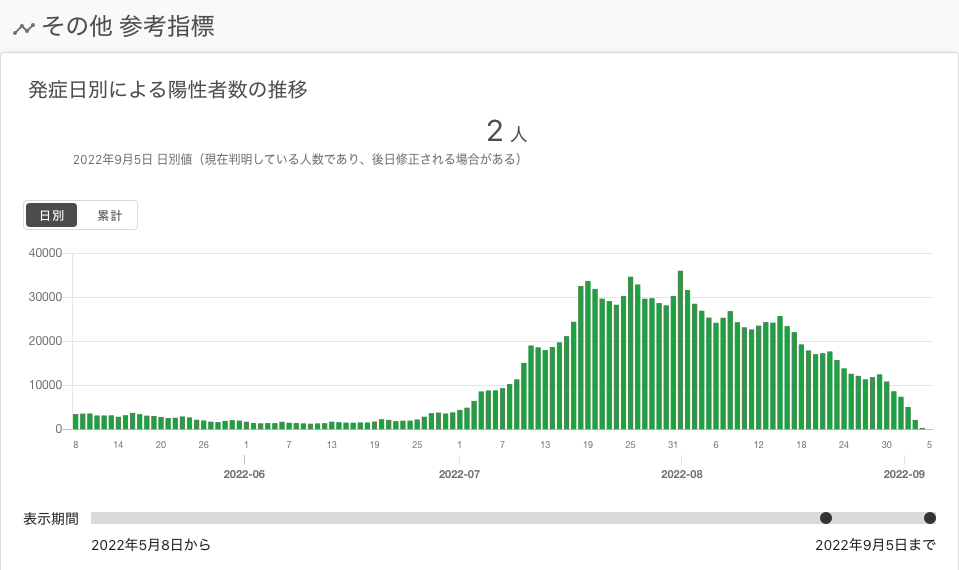 その他 参考指標
発症日別による陽性者数の推移
2 人
2022年9月5日 日別値（現在判明している人数であり、後日修正される場合がある）
日別 累計
40000
30000
20000
10000
0
8 14 20 26 1 7 13 19 25 1 7 13 19 25 31 6 12 18 24 30 5
2022-06 2022-07 2022-08 2022-09
表示期間
2022年5月8日から 2022年9月5日まで